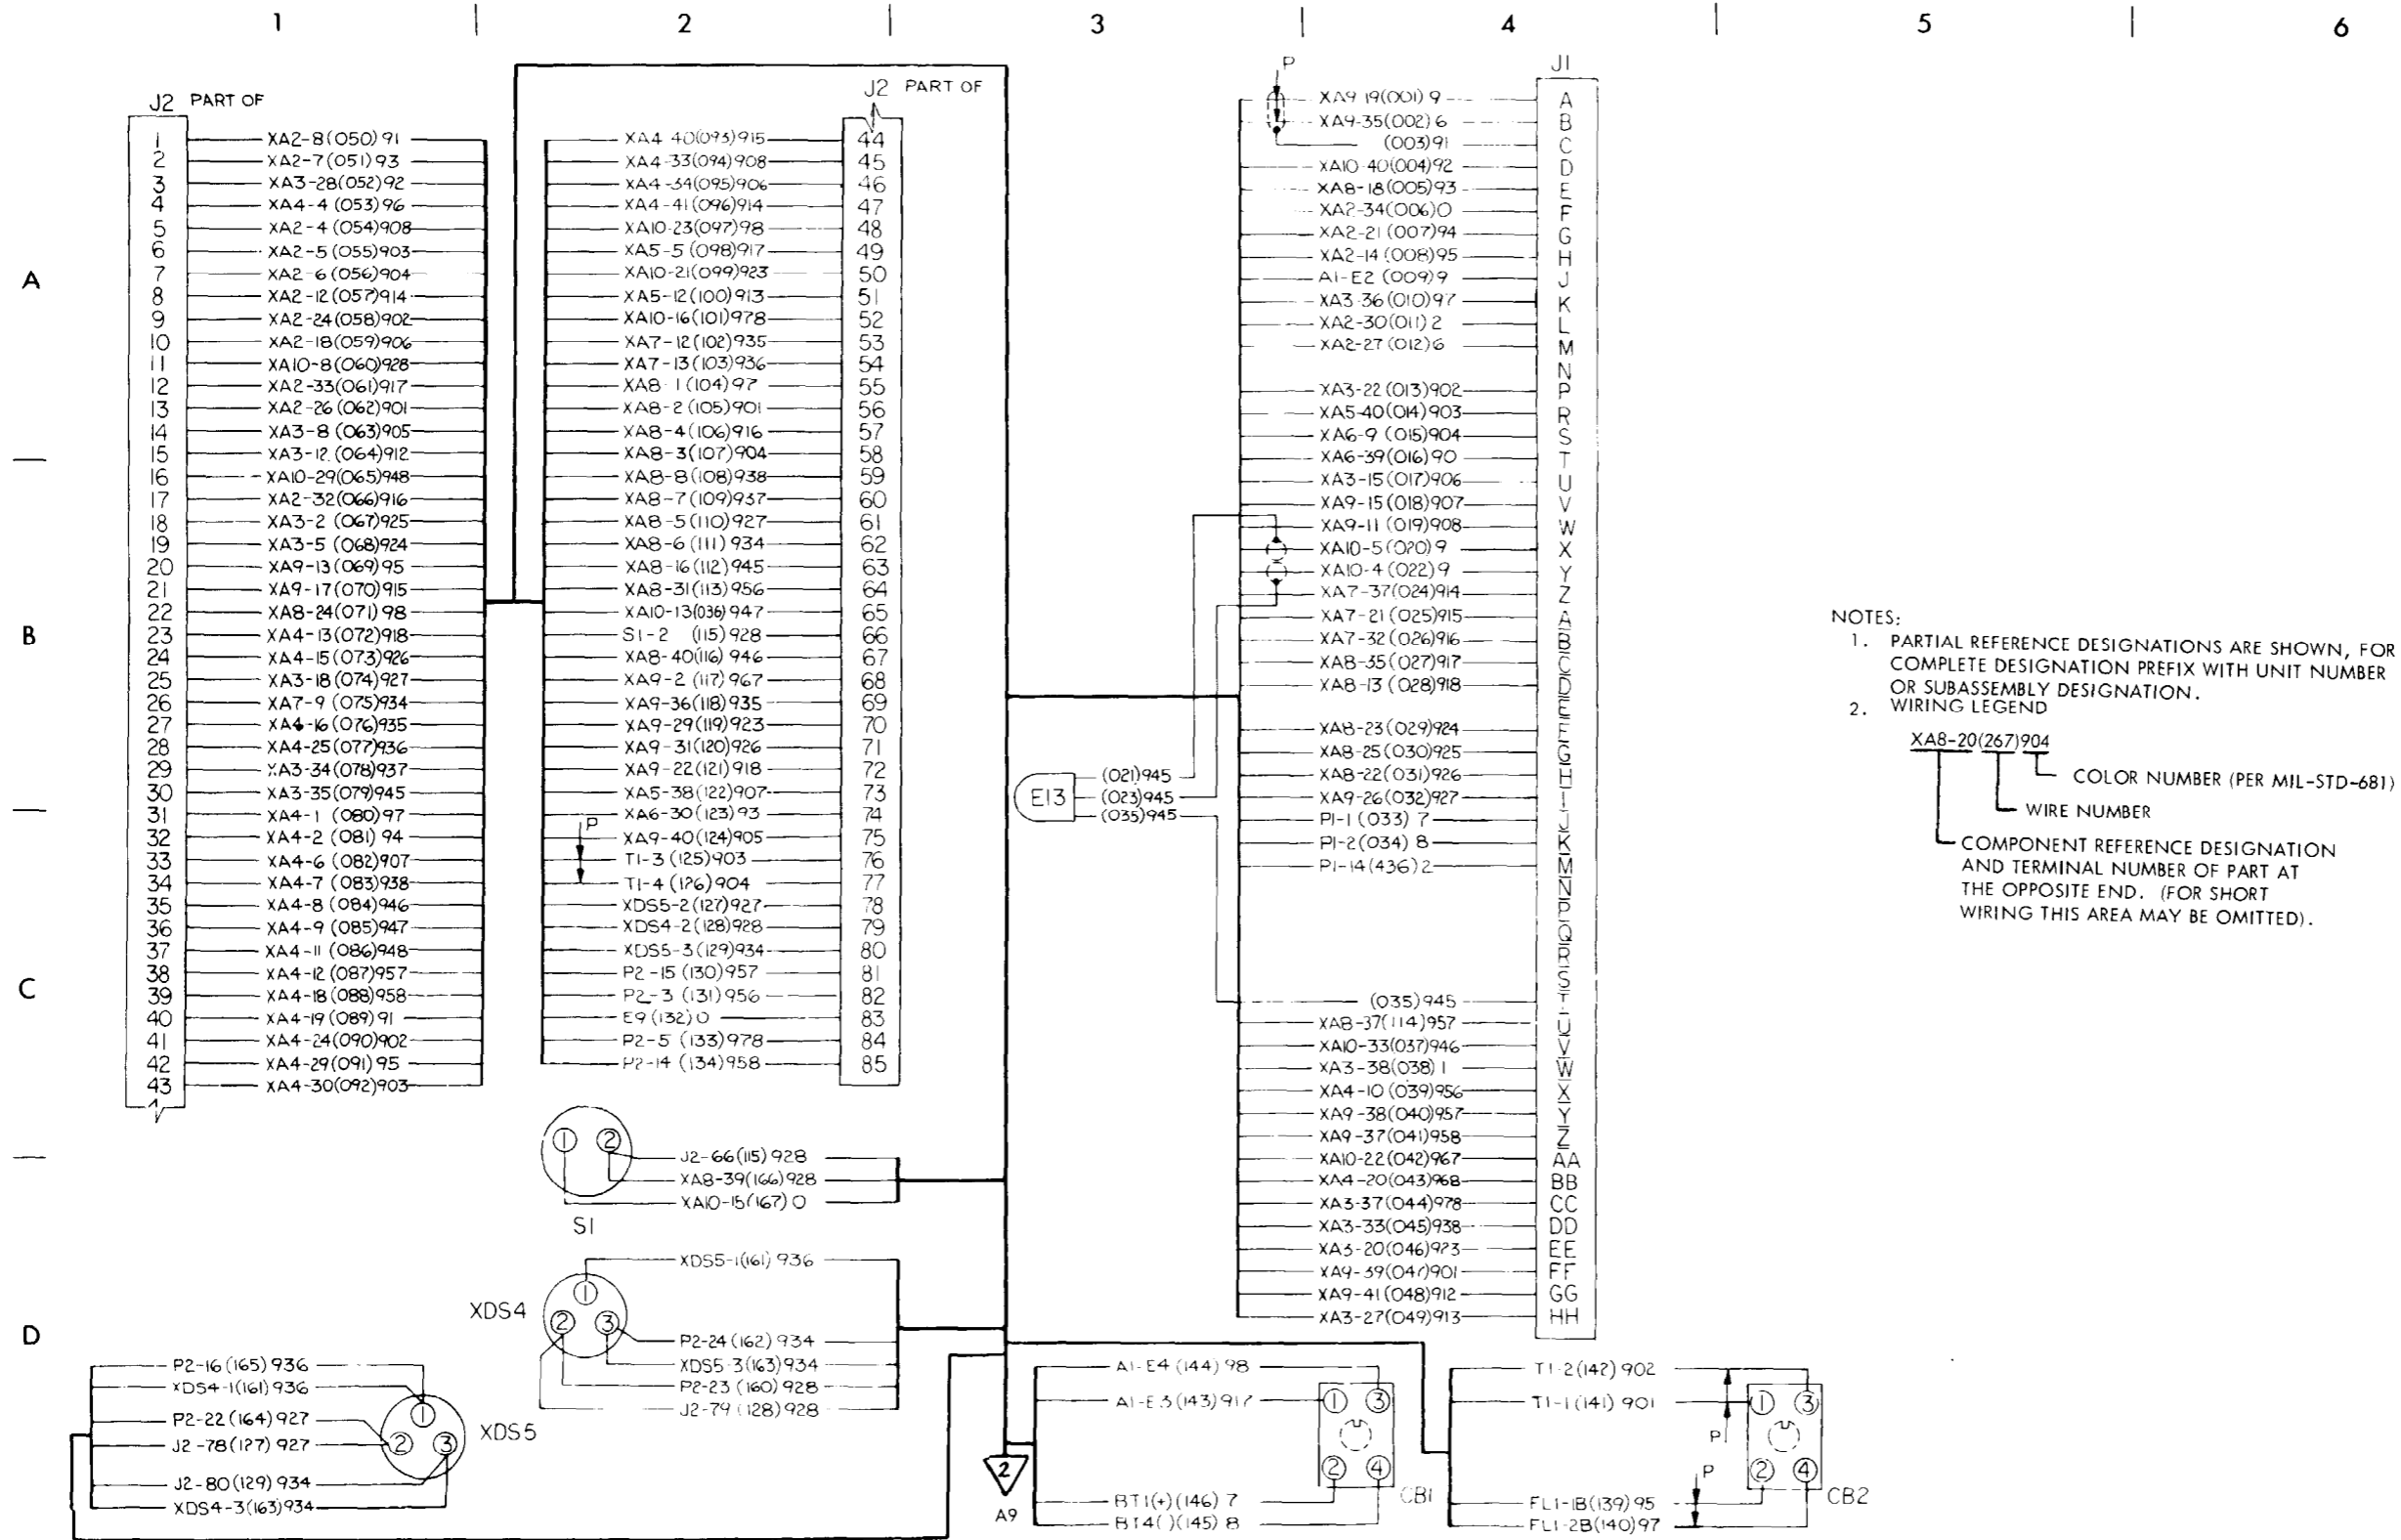 1 2 3 4 5 6
A
B
C
D
J2 PART OF
1 XA2-8(050)91
2 XA2-7(051)93
3 XA3-28(052)92
4 XA4-4(053)96
5 XA2-4(054)908
6 XA2-5(055)903
7 XA2-6(056)904
8 XA2-12(057)914
9 XA2-24(058)902
10 XA2-18(059)906
11 XA10-8(060)928
12 XA2-33(061)917
13 XA2-26(062)901
14 XA3-8(063)905
15 XA3-12(064)912
16 XA10-29(065)948
17 XA2-32(066)916
18 XA3-2(067)925
19 XA3-5(068)924
20 XA9-13(069)95
21 XA9-17(070)915
22 XA8-24(071)98
23 XA4-13(072)918
24 XA4-15(073)926
25 XA3-18(074)927
26 XA7-9(075)934
27 XA4-16(076)935
28 XA4-25(077)936
29 XA3-34(078)937
30 XA3-35(079)945
31 XA4-1(080)97
32 XA4-2(081)94
33 XA4-6(082)907
34 XA4-7(083)938
35 XA4-8(084)946
36 XA4-9(085)947
37 XA4-11(086)948
38 XA4-12(087)957
39 XA4-18(088)958
40 XA4-19(089)91
41 XA4-24(090)902
42 XA4-29(091)95
43 XA4-30(092)903
J2 PART OF
XA4 40(093)915 44
XA4-33(094)908 45
XA4-34(095)906 46
XA4-41(096)914 47
XA10-23(097)98 48
XA5-5(098)917 49
XA10-21(099)923 50
XA5-12(100)913 51
XA10-16(101)978 52
XA7-12(102)935 53
XA7-13(103)936 54
XA8-1(104)97 55
XA8-2(105)901 56
XA8-4(106)916 57
XA8-3(107)904 58
XA8-8(108)938 59
XA8-7(109)937 60
XA8-5(110)927 61
XA8-6(111)934 62
XA8-16(112)945 63
XA8-31(113)956 64
XA10-13(036)947 65
S1-2 (115)928 66
XA8-40(116)946 67
XA9-2(117)967 68
XA9-36(118)935 69
XA9-29(119)923 70
XA9-31(120)926 71
XA9-22(121)918 72
XA5-38(122)907 73
XA6-30(123)93 74
P
XA9-40(124)905 75
T1-3(125)903 76
T1-4(126)904 77
XDS5-2(127)927 78
XDS4-2(128)928 79
XDS5-3(129)934 80
P2-15(130)957 81
P2-3(131)956 82
E9(132)0 83
P2-5(133)978 84
P2-14(134)958 85
J1
P
XA9 19(001)9 A
XA9-35(002)6 B
(003)91 C
XA10-40(004)92 D
XA8-18(005)93 E
XA2-34(006)0 F
XA2-21(007)94 G
XA2-14(008)95 H
A1-E2(009)9 J
XA3-36(010)97 K
XA2-30(011)2 L
XA2-27(012)6 M
N
XA3-22(013)902 P
XA5-40(014)903 R
XA6-9(015)904 S
XA6-39(016)90 T
XA3-15(017)906 U
XA9-15(018)907 V
XA9-11(019)908 W
XA10-5(020)9 X
XA10-4(022)9 Y
XA7-37(024)914 Z
XA7-21(025)915 A
XA7-32(026)916 B
XA8-35(027)917 C
XA8-13(028)918 D
E
XA8-23(029)924 F
XA8-25(030)925 G
XA8-22(031)926 H
XA9-26(032)927 I
P1-1(033)7 J
P1-2(034)8 K
P1-14(436)2 M
N
P
Q
R
S
(035)945 T
XA8-37(114)957 U
XA10-33(037)946 V
XA3-38(038)1 W
XA4-10(039)956 X
XA9-38(040)957 Y
XA9-37(041)958 Z
XA10-22(042)967 AA
XA4-20(043)968 BB
XA3-37(044)978 CC
XA3-33(045)938 DD
XA3-20(046)923 EE
XA9-39(047)901 FF
XA9-41(048)912 GG
XA3-27(049)913 HH
E13
(021)945
(023)945
(035)945
NOTES:
1. PARTIAL REFERENCE DESIGNATIONS ARE SHOWN, FOR
COMPLETE DESIGNATION PREFIX WITH UNIT NUMBER
OR SUBASSEMBLY DESIGNATION.
2. WIRING LEGEND
XA8-20(267)904
COLOR NUMBER (PER MIL-STD-681)
WIRE NUMBER
COMPONENT REFERENCE DESIGNATION
AND TERMINAL NUMBER OF PART AT
THE OPPOSITE END. (FOR SHORT
WIRING THIS AREA MAY BE OMITTED).
1 2
J2-66(115)928
XA8-39(166)928
XA10-15(167)0
S1
XDS5-1(161)936
XDS4
1
2 3
P2-24(162)934
XDS5-3(163)934
P2-23(160)928
J2-79(128)928
P2-16(165)936
XDS4-1(161)936
P2-22(164)927
J2-78(127)927
J2-80(129)934
XDS4-3(163)934
1
2 3
XDS5
2
A9
A1-E4(144)98
A1-E3(143)917
BT1(+)(146)7
BT4( )(145)8
1 3
2 4
CB1
T1-2(142)902
T1-1(141)901
P
P
FL1-1B(139)95
FL1-2B(140)97
1 3
2 4
CB2